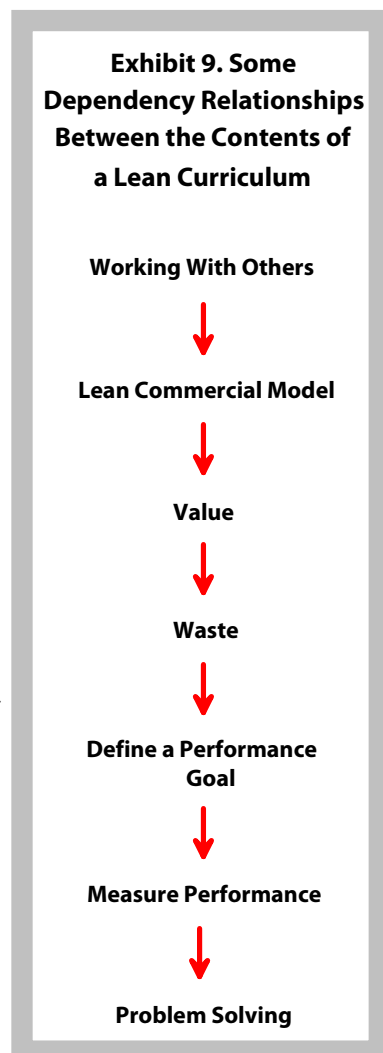 Exhibit 9. Some
Dependency Relationships
Between the Contents of
a Lean Curriculum
Working With Others
Lean Commercial Model
Value
Waste
Define a Performance
Goal
Measure Performance
Problem Solving